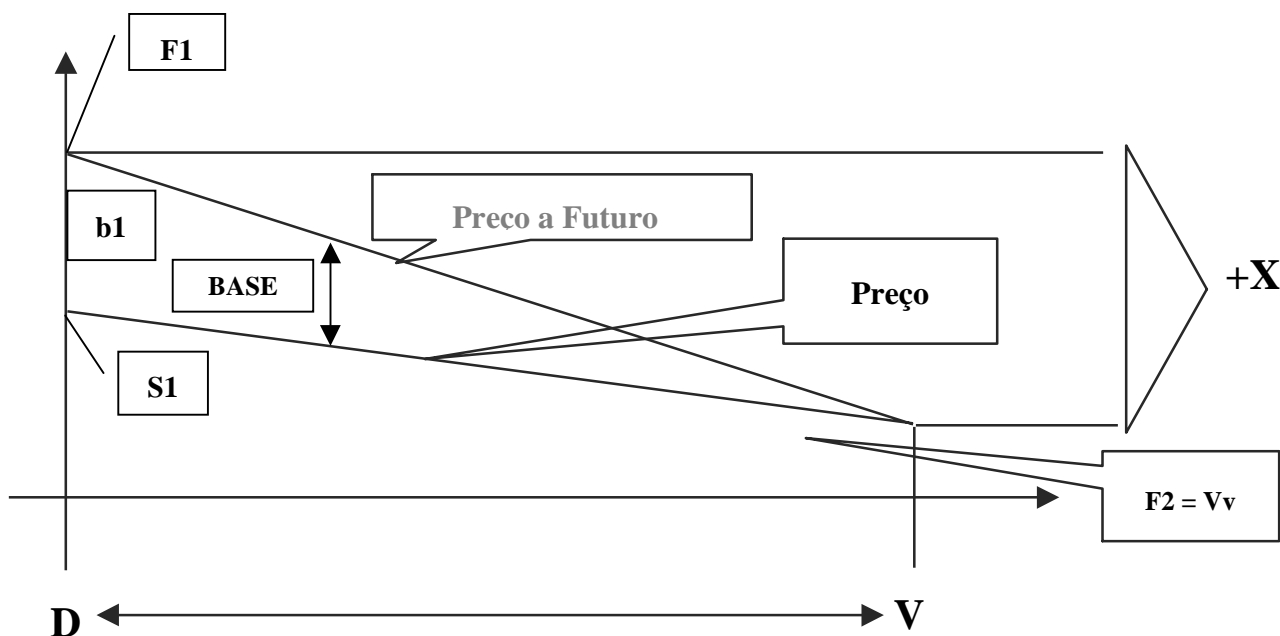 F1
Preço a Futuro
b1
BASE
Preço
+X
S1
F2 = Vv
D
V